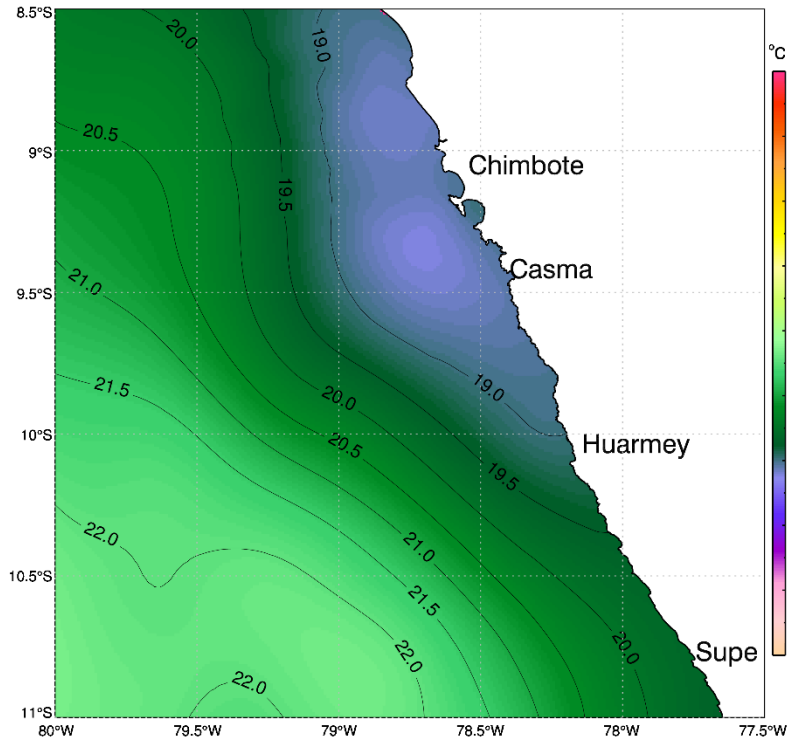 8.5°S
20.0
19.0
°C
20.5
9°S
Chimbote
19.5
21.0
Casma
9.5°S
21.5
20.0
19.0
10°S
20.5
Huarmey
19.5
22.0
21.0
10.5°S
21.5
22.0
20.0
Supe
22.0
11°S
80°W
79.5°W
79°W
78.5°W
78°W
77.5°W